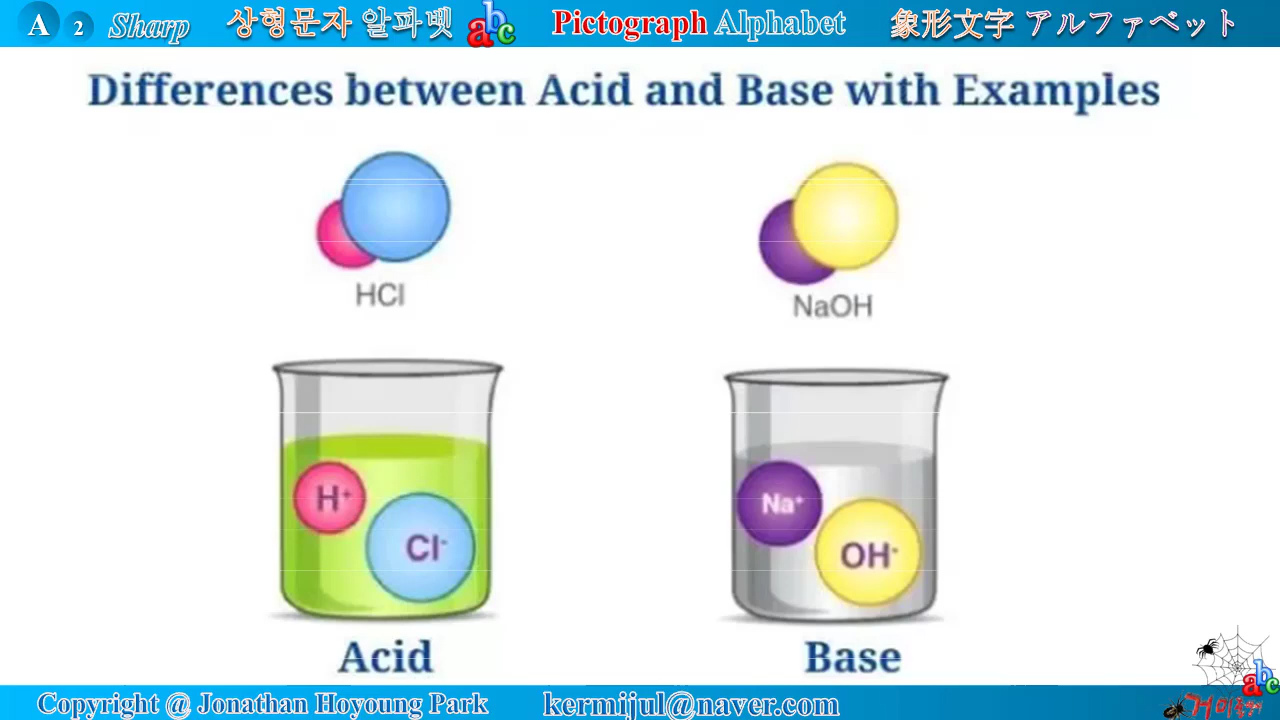 A 2 Sharp 상형문자 알파벳 abc Pictograph Alphabet 象形文字 アルファベット
Differences between Acid and Base with Examples
HCl
NaOH
H+
Cl-
Na+
OH-
Acid
Base
abc
Copyright @ Jonathan Hoyoung Park kermijul@naver.com